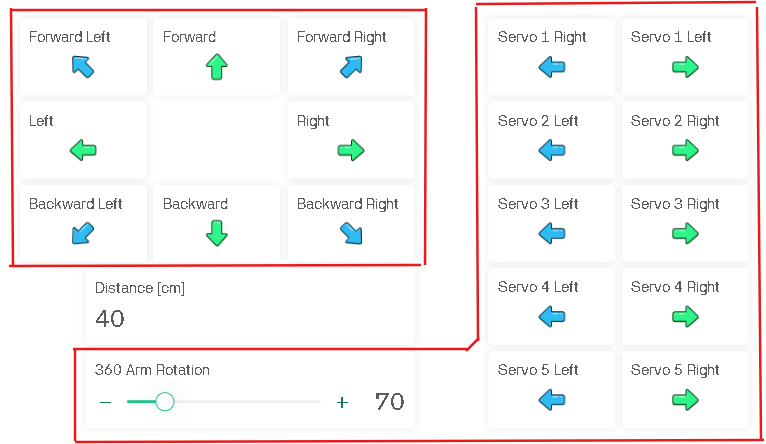 Forward Left
Forward
Forward Right
Left
Right
Backward Left
Backward
Backward Right
Distance [cm]
40
360 Arm Rotation
− + 70
Servo 1 Right
Servo 1 Left
Servo 2 Left
Servo 2 Right
Servo 3 Left
Servo 3 Right
Servo 4 Left
Servo 4 Right
Servo 5 Left
Servo 5 Right